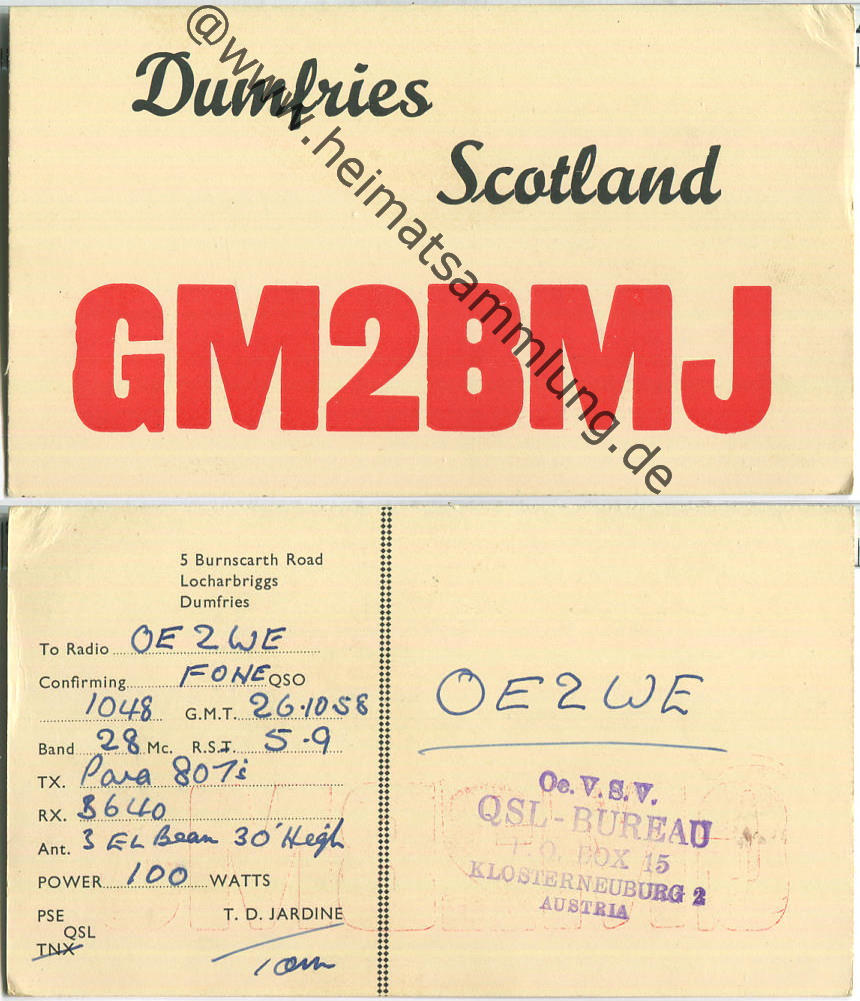 Dumfries
Scotland
GM2BMJ
@www.heimatsammlung.de
5 Burnscarth Road
Locharbriggs
Dumfries
To Radio OE2WE
Confirming FONE QSO
1048 G.M.T. 26.10.58
Band 28 Mc. R.S.T. 5-9
TX. Para 807's
RX. B640
Ant. 3 EL Beam 30' High
POWER 100 WATTS
PSE T. D. JARDINE
QSL
TNX
Tom
OE2WE
Oe. V. S. V.
QSL-BUREAU
P.O. BOX 15
KLOSTERNEUBURG 2
AUSTRIA